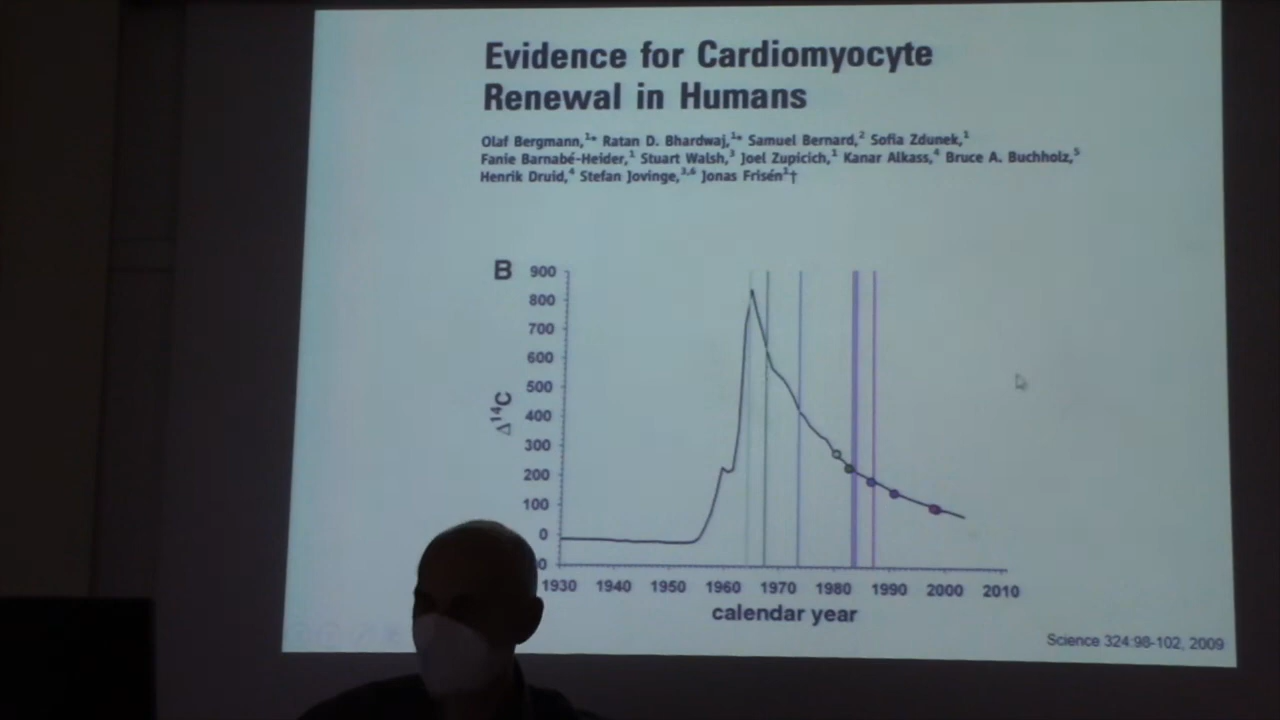 Evidence for Cardiomyocyte
Renewal in Humans
Olaf Bergmann,¹* Ratan D. Bhardwaj,¹* Samuel Bernard,² Sofia Zdunek,¹
Fanie Barnabé-Heider,¹ Stuart Walsh,³ Joel Zupicich,¹ Kanar Alkass,⁴ Bruce A. Buchholz,⁵
Henrik Druid,⁴ Stefan Jovinge,³,⁶ Jonas Frisén¹†
B
900
800
700
600
500
400
300
200
100
0
0
Δ¹⁴C
1930 1940 1950 1960 1970 1980 1990 2000 2010
calendar year
Science 324:98-102, 2009